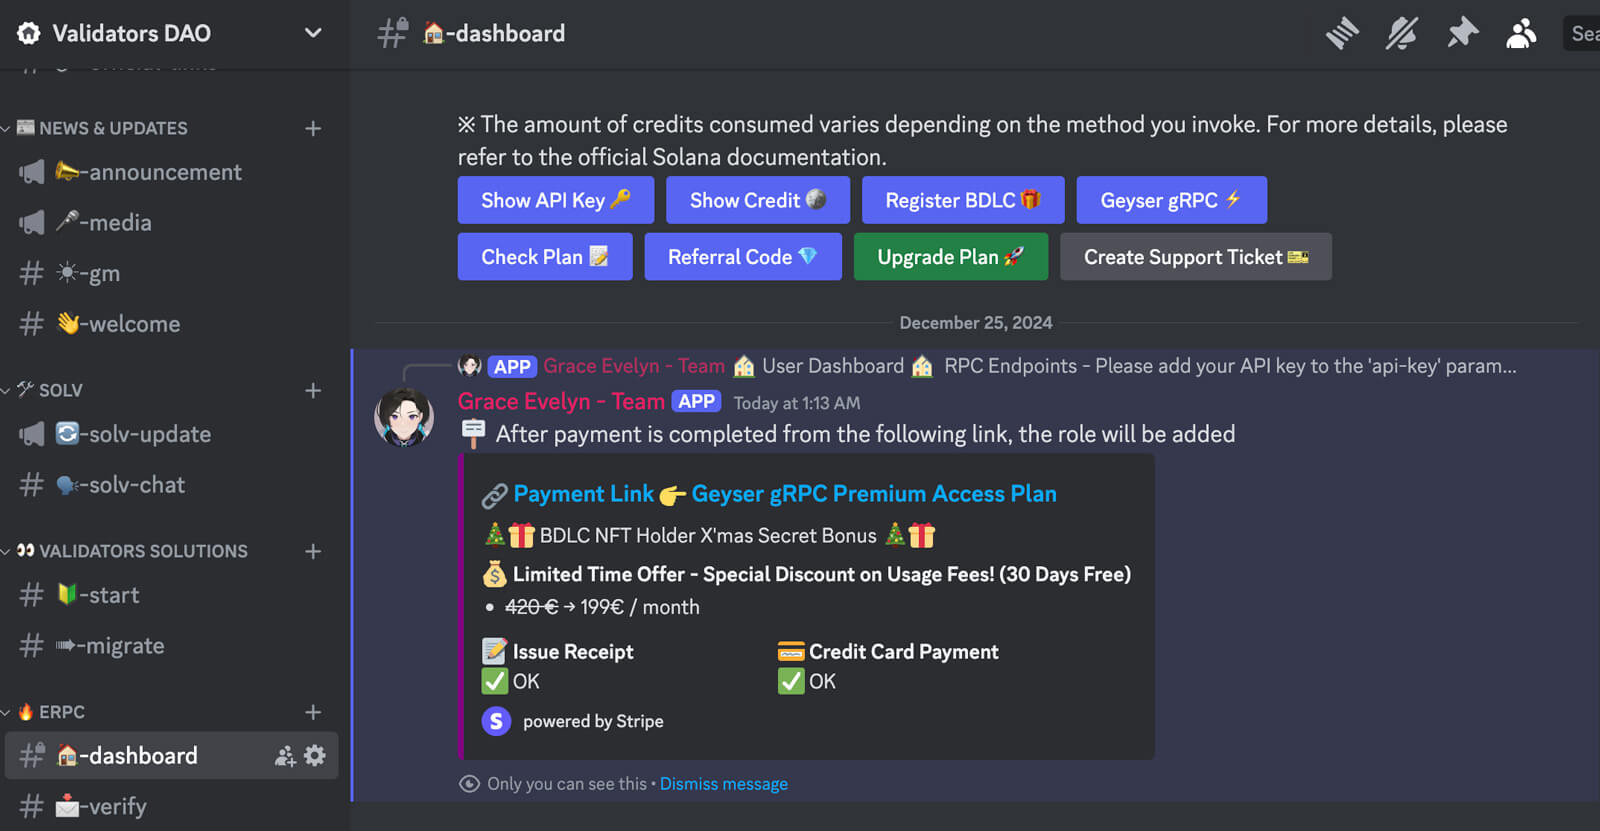 Validators DAO
NEWS & UPDATES
-announcement
-media
-gm
-welcome
SOLV
-solv-update
-solv-chat
VALIDATORS SOLUTIONS
-start
-migrate
ERPC
-dashboard
-verify
-dashboard
Sea
※ The amount of credits consumed varies depending on the method you invoke. For more details, please
refer to the official Solana documentation.
Show API Key🔑 Show Credit🪙 Register BDLC🎁 Geyser gRPC⚡
Check Plan📝 Referral Code💎 Upgrade Plan🚀 Create Support Ticket🎫
December 25, 2024
APP Grace Evelyn - Team 🏠 User Dashboard 🏠 RPC Endpoints - Please add your API key to the 'api-key' param...
Grace Evelyn - Team APP Today at 1:13 AM
🪧 After payment is completed from the following link, the role will be added
🔗 Payment Link 👉 Geyser gRPC Premium Access Plan
🎄🎁 BDLC NFT Holder X'mas Secret Bonus 🎄🎁
💰 Limited Time Offer - Special Discount on Usage Fees! (30 Days Free)
• 420 € → 199€ / month
📝 Issue Receipt 💳 Credit Card Payment
✅ OK ✅ OK
S powered by Stripe
Only you can see this • Dismiss message